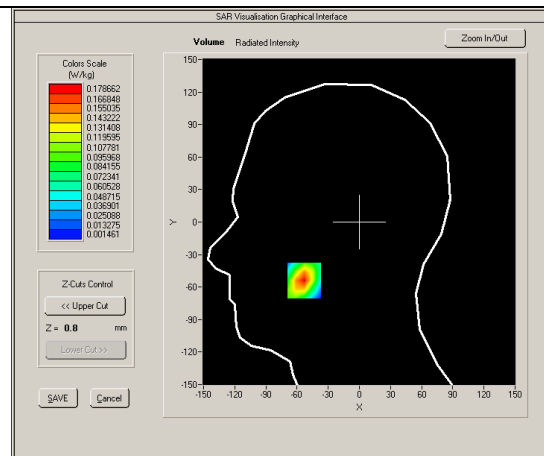 SAR Visualisation Graphical Interface
Volume Radiated Intensity
Zoom In/Out
Colors Scale
(W/kg)
0.178662
0.166848
0.155035
0.143222
0.131408
0.119595
0.107781
0.095968
0.084155
0.072341
0.060528
0.048715
0.036901
0.025088
0.013275
0.001461
Z-Cuts Control
<< Upper Cut
Z = 0.8 mm
Lower Cut >>
SAVE Cancel
150
120
90
60
30
0
-30
-60
-90
-120
-150
Y
-150 -120 -90 -60 -30 0 30 60 90 120 150
X